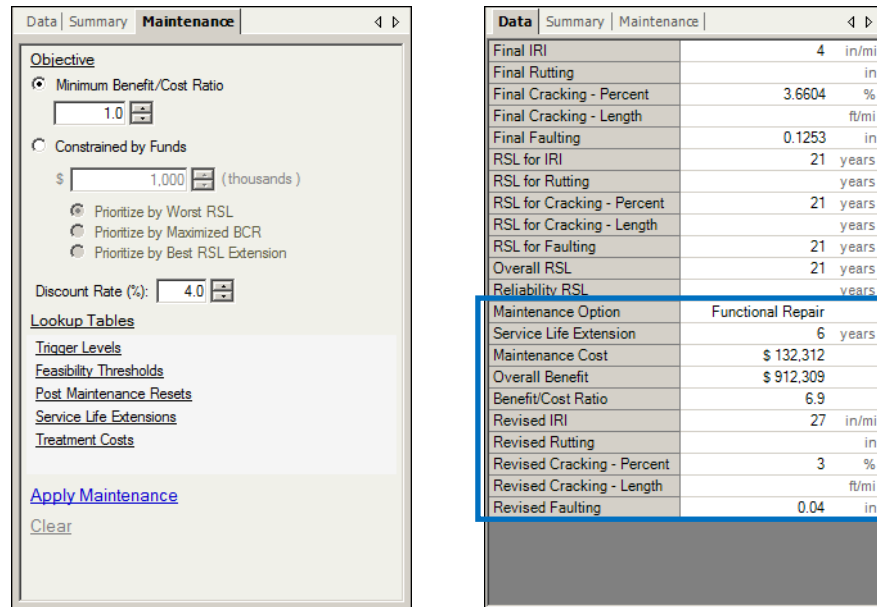 Data Summary Maintenance
Objective
Minimum Benefit/Cost Ratio
1.0
Constrained by Funds
$ 1,000 (thousands)
Prioritize by Worst RSL
Prioritize by Maximized BCR
Prioritize by Best RSL Extension
Discount Rate (%): 4.0
Lookup Tables
Trigger Levels
Feasibility Thresholds
Post Maintenance Resets
Service Life Extensions
Treatment Costs
Apply Maintenance
Clear
Data Summary Maintenance
Final IRI 4 in/mi
Final Rutting in
Final Cracking - Percent 3.6604 %
Final Cracking - Length ft/mi
Final Faulting 0.1253 in
RSL for IRI 21 years
RSL for Rutting years
RSL for Cracking - Percent 21 years
RSL for Cracking - Length years
RSL for Faulting 21 years
Overall RSL 21 years
Reliability RSL years
Maintenance Option Functional Repair
Service Life Extension 6 years
Maintenance Cost $ 132,312
Overall Benefit $ 912,309
Benefit/Cost Ratio 6.9
Revised IRI 27 in/mi
Revised Rutting in
Revised Cracking - Percent 3 %
Revised Cracking - Length ft/mi
Revised Faulting 0.04 in